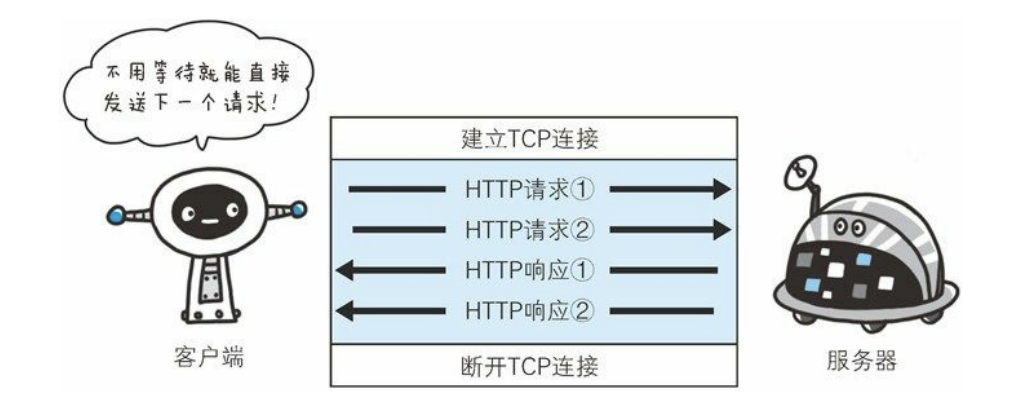 不用等待就能直接
发送下一个请求!
建立TCP连接
HTTP请求①
HTTP请求②
HTTP响应①
HTTP响应②
断开TCP连接
客户端
服务器